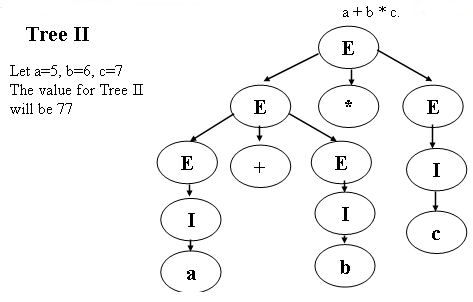 a + b * c.
Tree II
E
Let a=5, b=6, c=7
The value for Tree II
will be 77
E * E
E + E I
I I c
a b